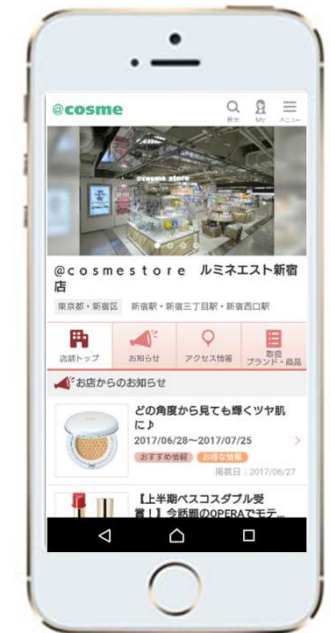 @cosme
検索 My メニュー
@cosme store
@cosmestore ルミネエスト新宿
店
東京都・新宿区 新宿駅・新宿三丁目駅・新宿西口駅
店舗トップ お知らせ アクセス情報 取扱
ブランド・商品
お店からのお知らせ
どの角度から見ても輝くツヤ肌
に♪
2017/06/28～2017/07/25
おすすめ情報 お得な情報
掲載日：2017/06/27
【上半期ベスコスダブル受
賞！】今話題のOPERAでモテ...